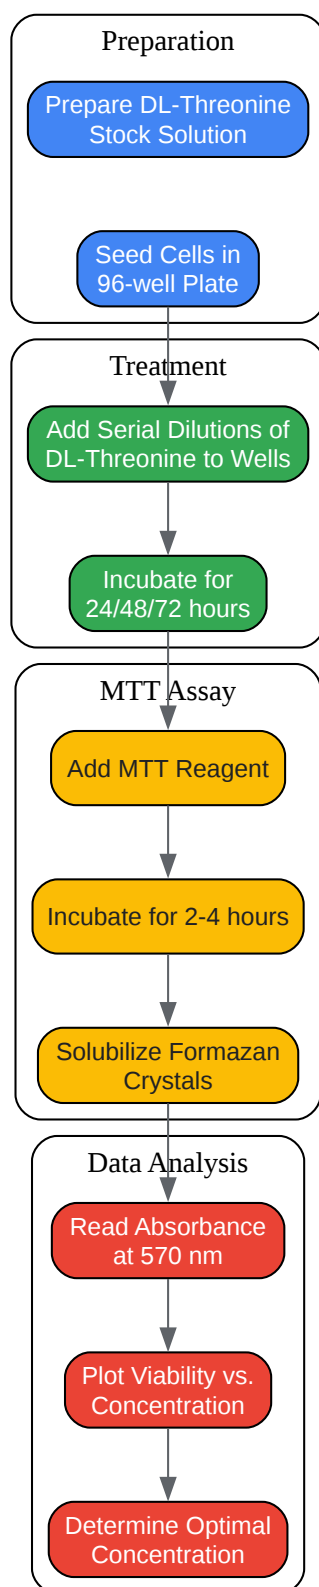 Preparation
Prepare DL-Threonine
Stock Solution
Seed Cells in
96-well Plate
Treatment
Add Serial Dilutions of
DL-Threonine to Wells
Incubate for
24/48/72 hours
MTT Assay
Add MTT Reagent
Incubate for 2-4 hours
Solubilize Formazan
Crystals
Data Analysis
Read Absorbance
at 570 nm
Plot Viability vs.
Concentration
Determine Optimal
Concentration